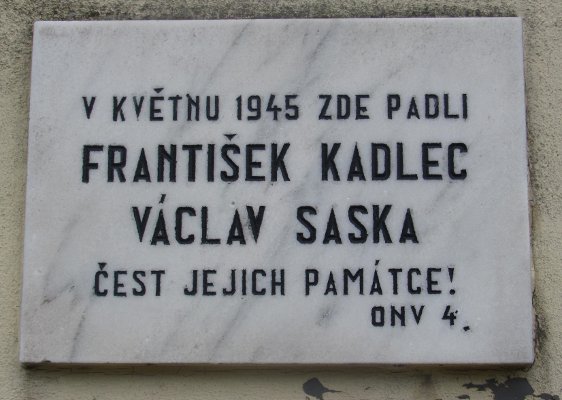 V KVĚTNU 1945 ZDE PADLI
FRANTIŠEK KADLEC
VÁCLAV SASKA
ČEST JEJICH PAMÁTCE!
ONV 4.